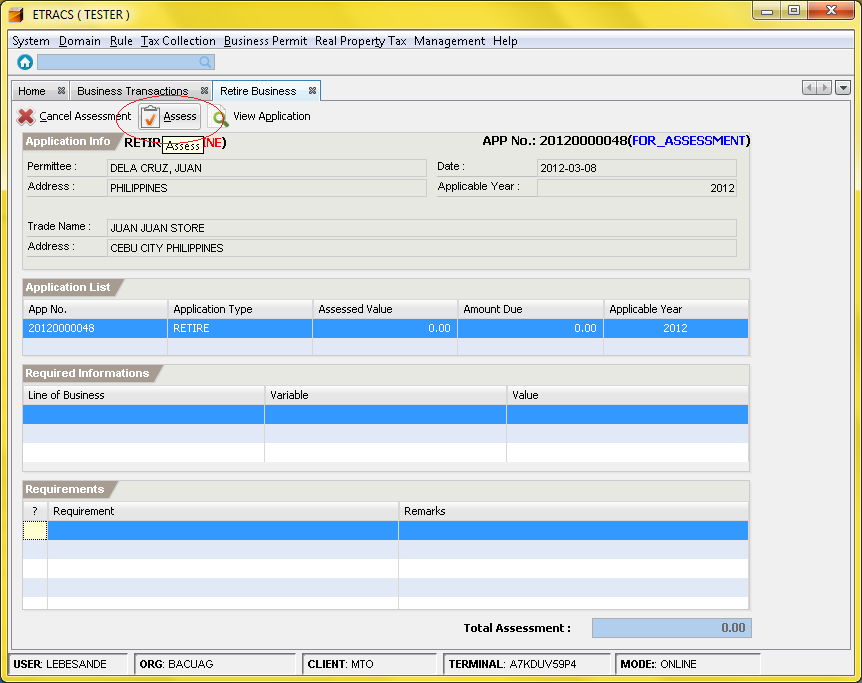 ETRACS ( TESTER )
System Domain Rule Tax Collection Business Permit Real Property Tax Management Help
Home Business Transactions Retire Business
Cancel Assessment Assess View Application
Application Info RETIR NE) APP No.: 20120000048(FOR_ASSESSMENT)
Assess
Permittee : DELA CRUZ, JUAN Date : 2012-03-08
Address : PHILIPPINES Applicable Year : 2012
Trade Name : JUAN JUAN STORE
Address : CEBU CITY PHILIPPINES
Application List
App No. Application Type Assessed Value Amount Due Applicable Year
20120000048 RETIRE 0.00 0.00 2012
Required Informations
Line of Business Variable Value
Requirements
? Requirement Remarks
Total Assessment : 0.00
USER: LEBESANDE ORG: BACUAG CLIENT: MTO TERMINAL: A7KDUV59P4 MODE:: ONLINE